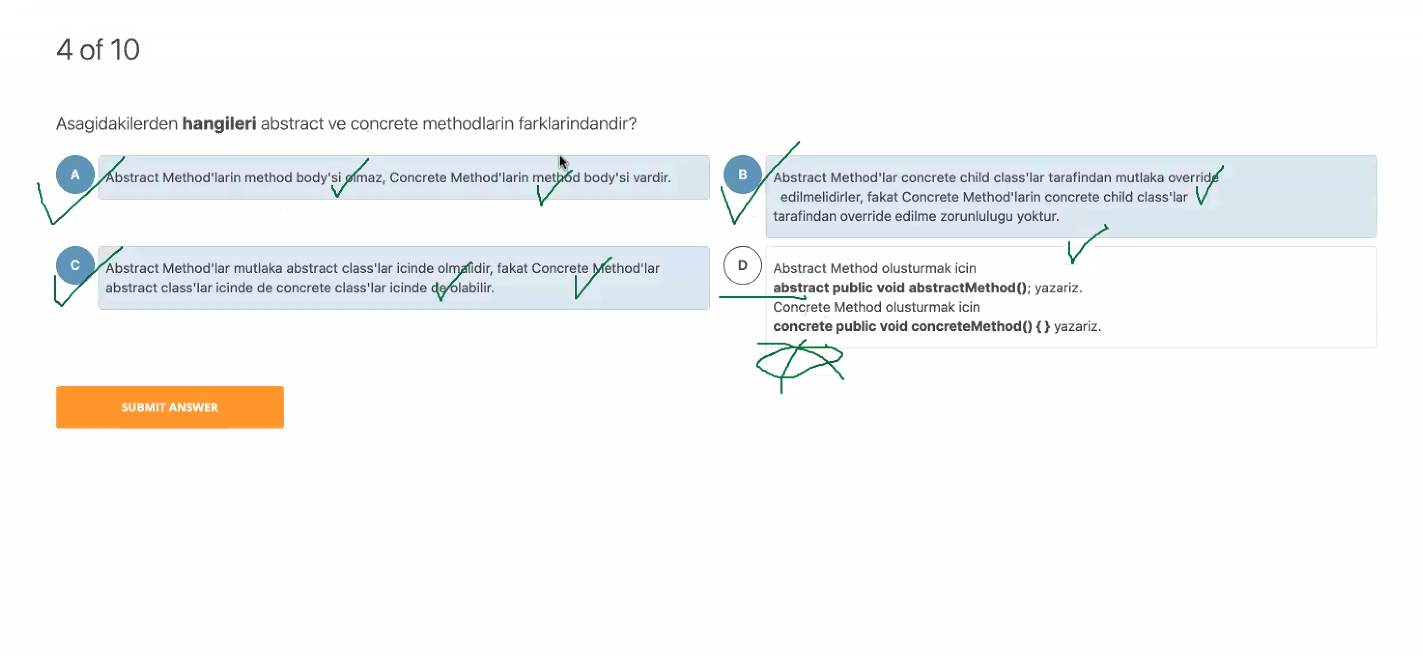 4 of 10
Asagidakilerden hangileri abstract ve concrete methodlarin farklarindandir?
A
Abstract Method'larin method body'si olmaz, Concrete Method'larin method body'si vardir.
B
Abstract Method'lar concrete child class'lar tarafindan mutlaka override
edilmelidirler, fakat Concrete Method'larin concrete child class'lar
tarafindan override edilme zorunlulugu yoktur.
C
Abstract Method'lar mutlaka abstract class'lar icinde olmalidir, fakat Concrete Method'lar
abstract class'lar icinde de concrete class'lar icinde de olabilir.
D
Abstract Method olusturmak icin
abstract public void abstractMethod(); yazariz.
Concrete Method olusturmak icin
concrete public void concreteMethod() { } yazariz.
SUBMIT ANSWER